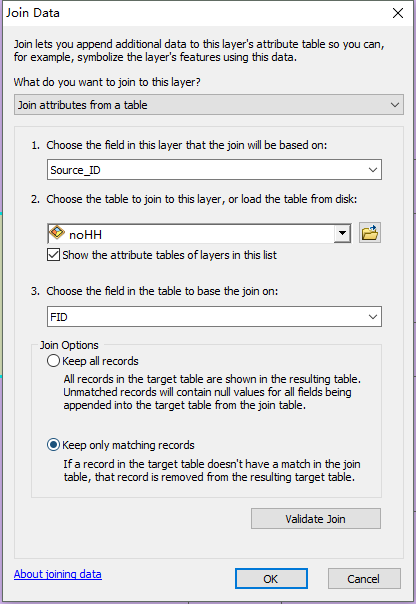 Join Data
Join lets you append additional data to this layer's attribute table so you can,
for example, symbolize the layer's features using this data.
What do you want to join to this layer?
Join attributes from a table
1. Choose the field in this layer that the join will be based on:
Source_ID
2. Choose the table to join to this layer, or load the table from disk:
noHH
Show the attribute tables of layers in this list
3. Choose the field in the table to base the join on:
FID
Join Options
Keep all records
All records in the target table are shown in the resulting table.
Unmatched records will contain null values for all fields being
appended into the target table from the join table.
Keep only matching records
If a record in the target table doesn't have a match in the join
table, that record is removed from the resulting target table.
Validate Join
About joining data
OK
Cancel